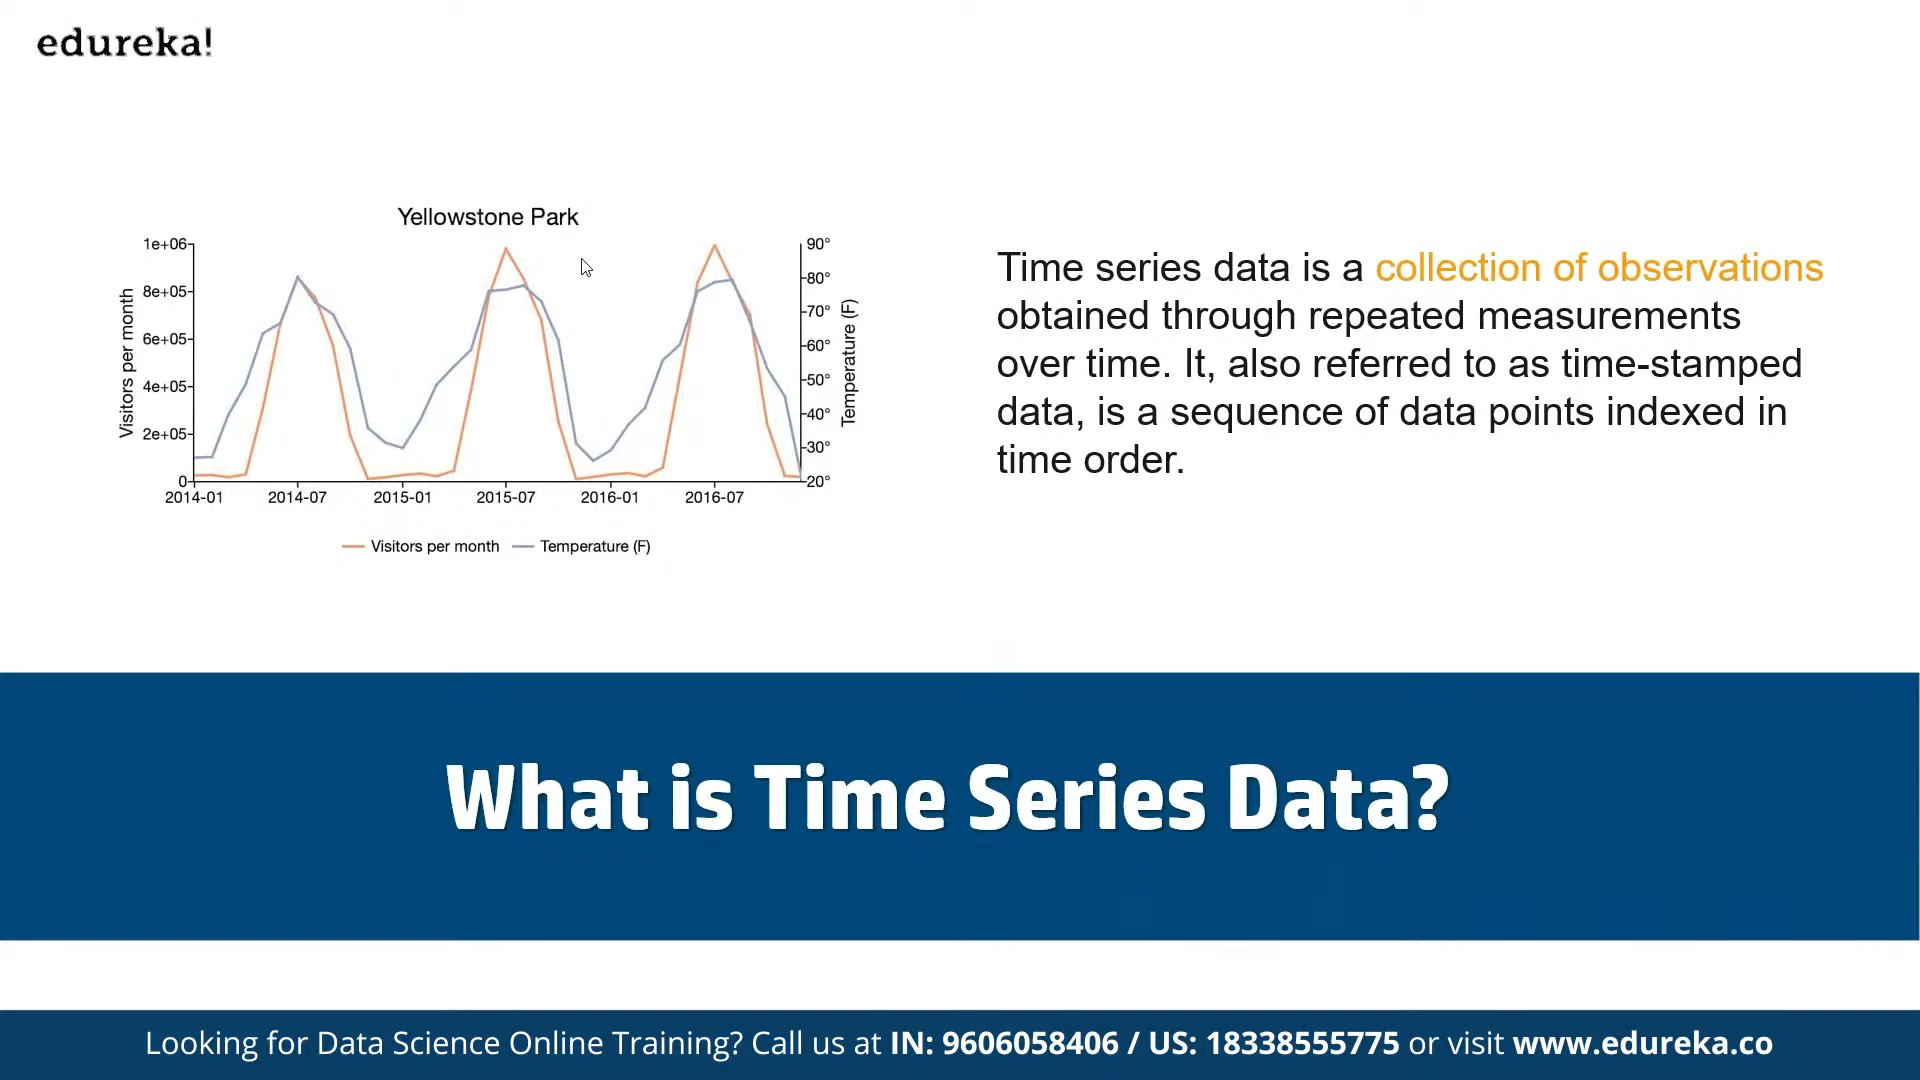 edureka!
Yellowstone Park
1e+06
8e+05
6e+05
4e+05
2e+05
0
Visitors per month
90°
80°
70°
60°
50°
40°
30°
20°
Temperature (F)
2014-01 2014-07 2015-01 2015-07 2016-01 2016-07
Visitors per month Temperature (F)
Time series data is a collection of observations
obtained through repeated measurements
over time. It, also referred to as time-stamped
data, is a sequence of data points indexed in
time order.
What is Time Series Data?
Looking for Data Science Online Training? Call us at IN: 9606058406 / US: 18338555775 or visit www.edureka.co